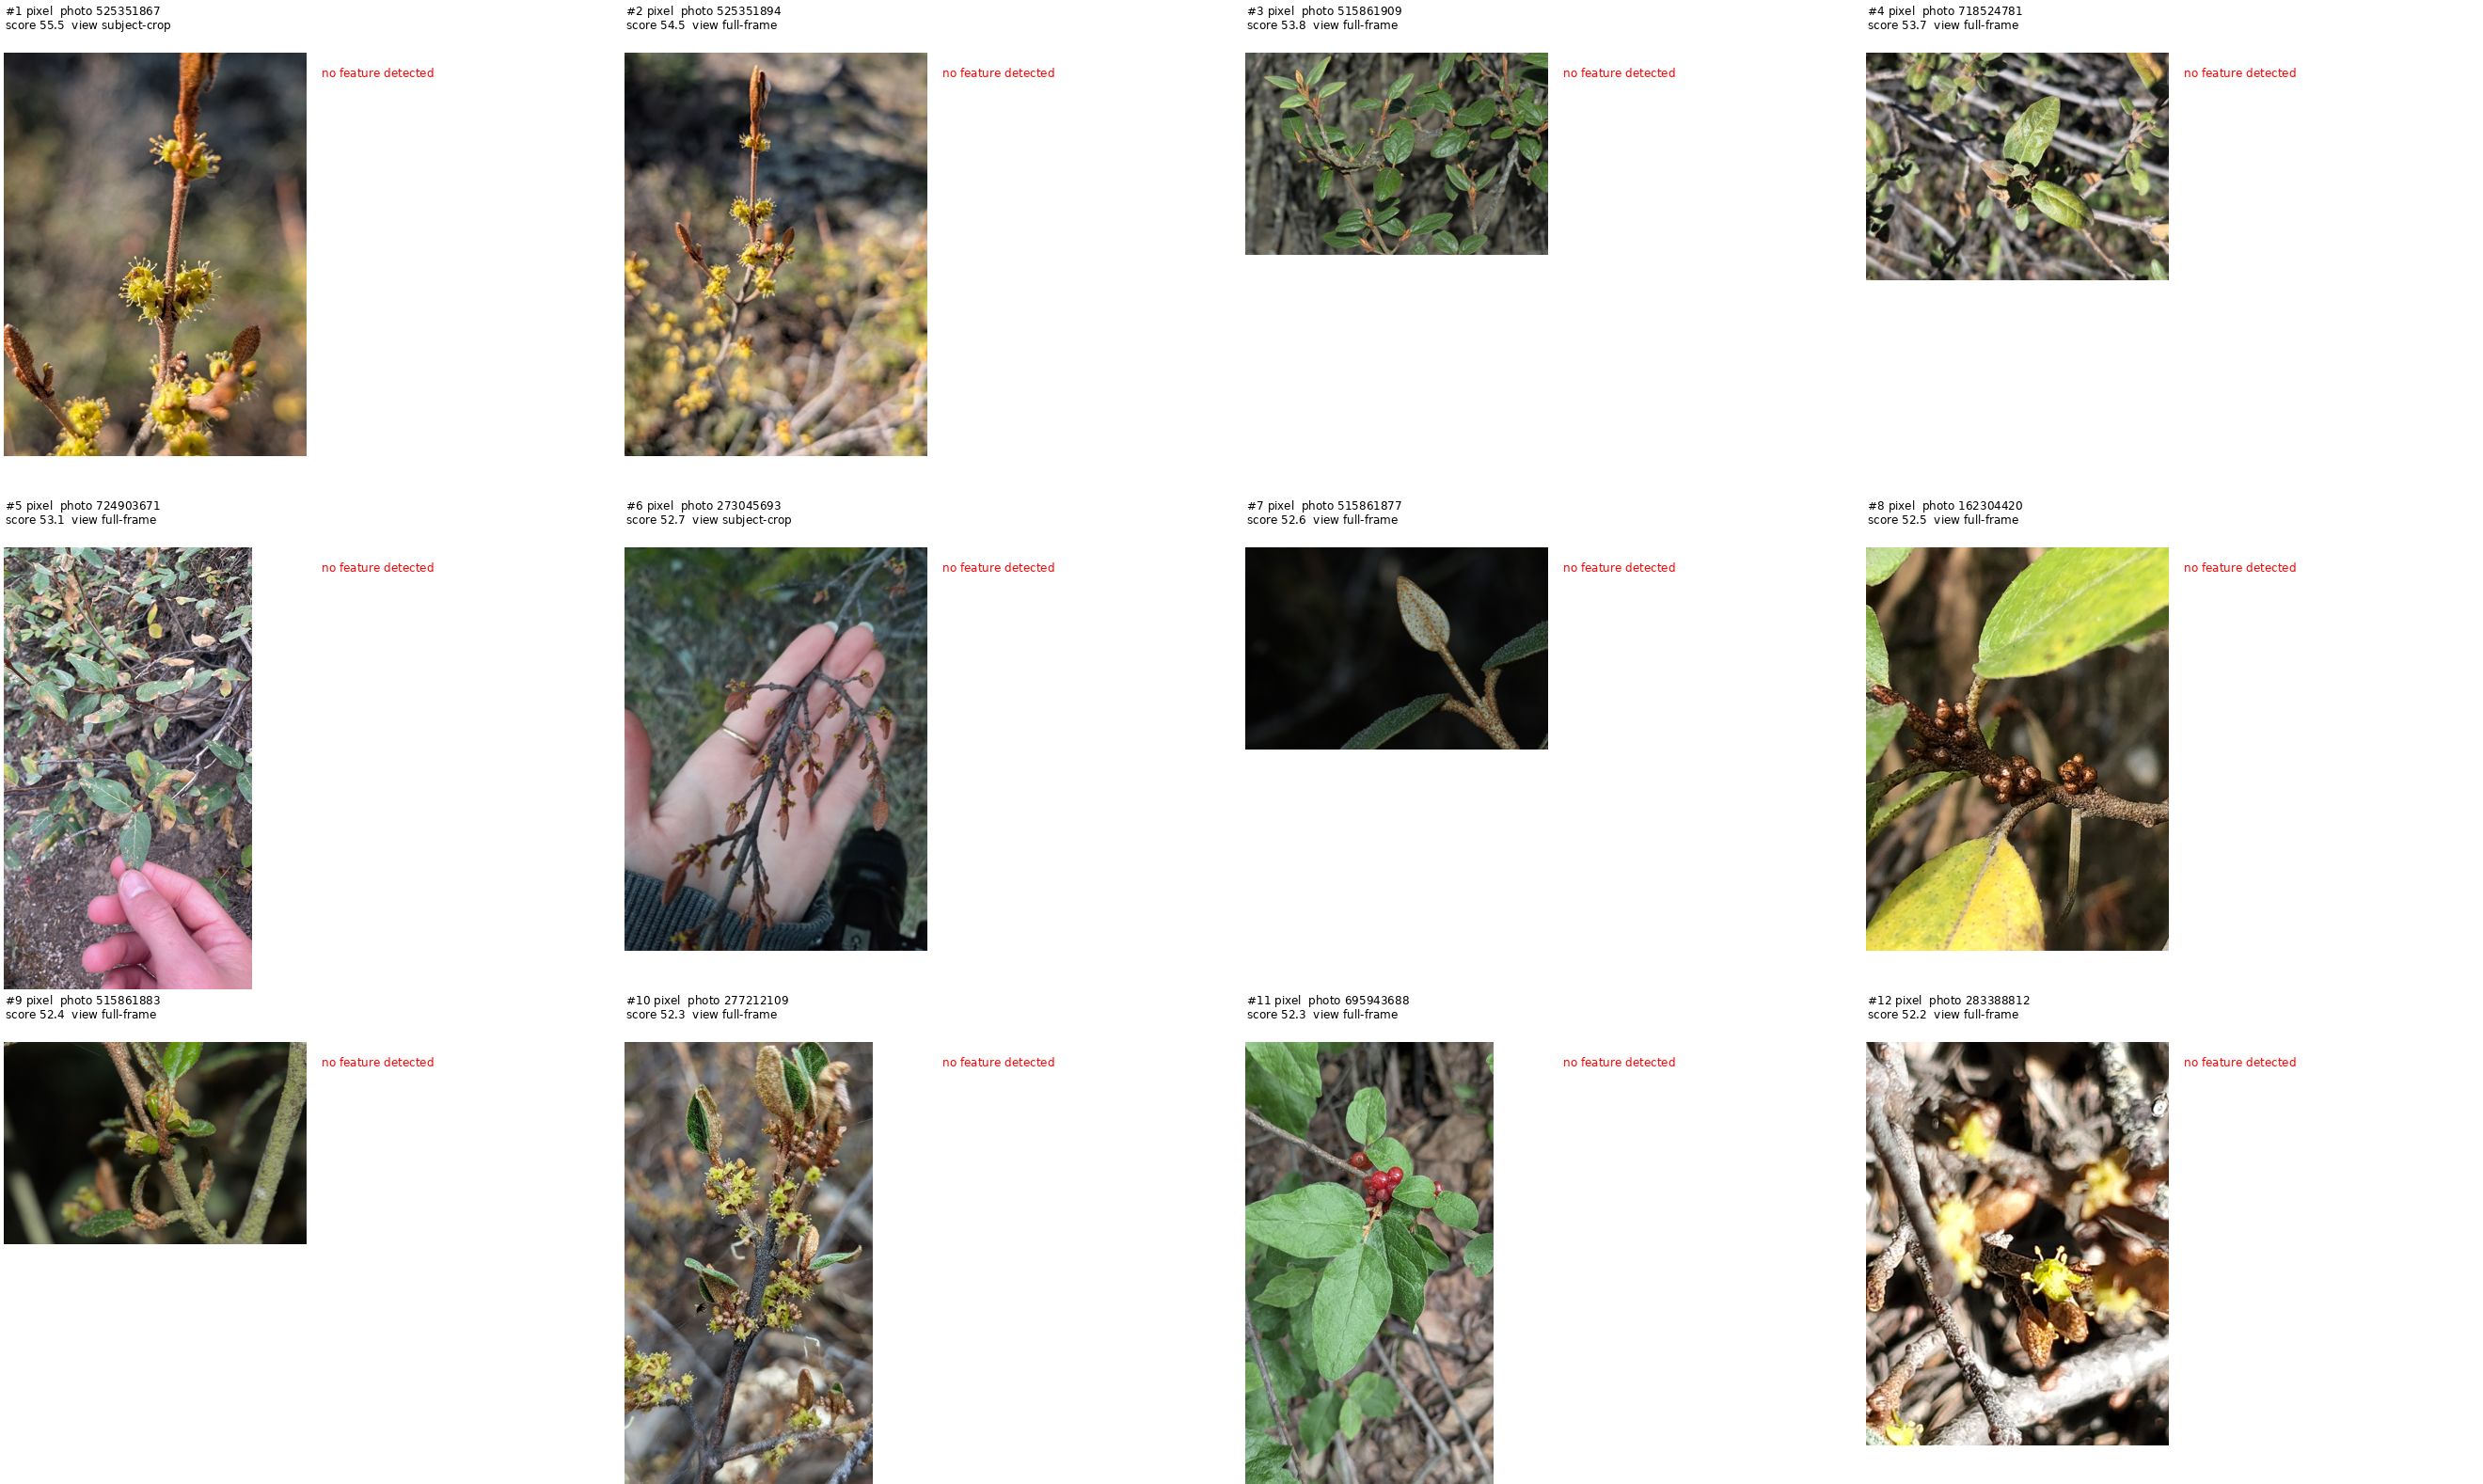 #1 pixel  photo 525351867
score 55.5  view subject-crop
no feature detected
#2 pixel  photo 525351894
score 54.5  view full-frame
no feature detected
#3 pixel  photo 515861909
score 53.8  view full-frame
no feature detected
#4 pixel  photo 718524781
score 53.7  view full-frame
no feature detected
#5 pixel  photo 724903671
score 53.1  view full-frame
no feature detected
#6 pixel  photo 273045693
score 52.7  view subject-crop
no feature detected
#7 pixel  photo 515861877
score 52.6  view full-frame
no feature detected
#8 pixel  photo 162304420
score 52.5  view full-frame
no feature detected
#9 pixel  photo 515861883
score 52.4  view full-frame
no feature detected
#10 pixel  photo 277212109
score 52.3  view full-frame
no feature detected
#11 pixel  photo 695943688
score 52.3  view full-frame
no feature detected
#12 pixel  photo 283388812
score 52.2  view full-frame
no feature detected